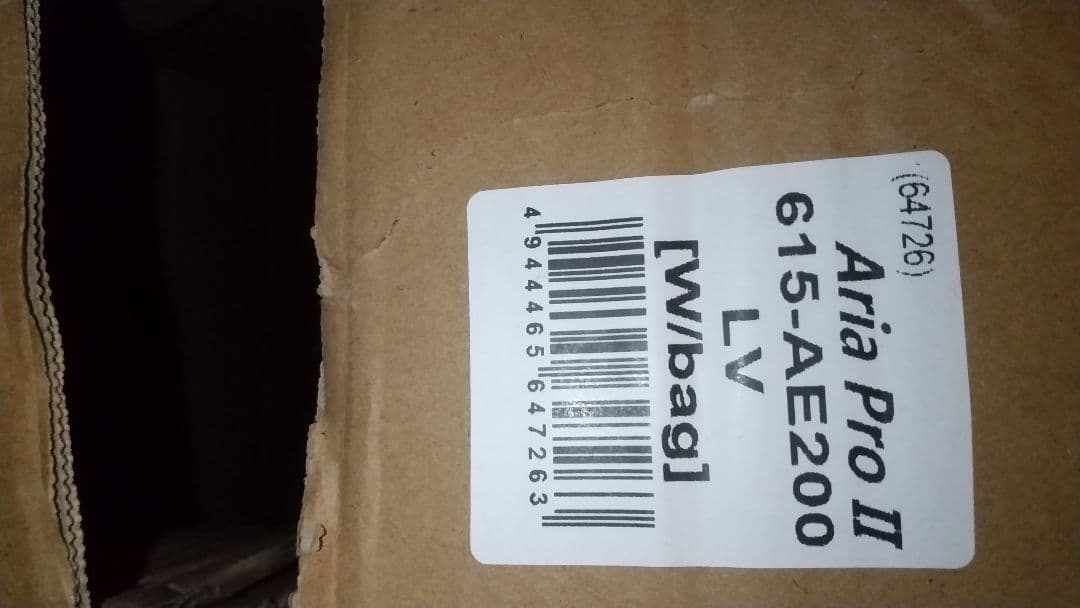 (64726)
Aria Pro II
615-AE200
LV
[W/bag]
4 944465 647263